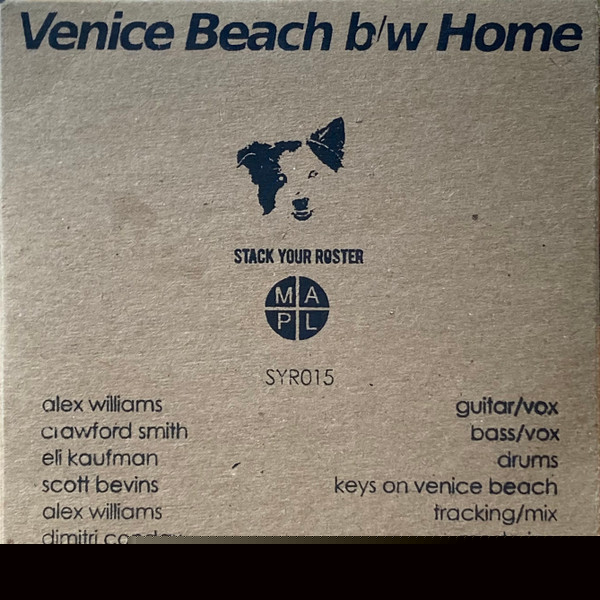 Venice Beach b/w Home
STACK YOUR ROSTER
M A
P L
SYR015
alex williams guitar/vox
crawford smith bass/vox
eli kaufman drums
scott bevins keys on venice beach
alex williams tracking/mix
dimitri